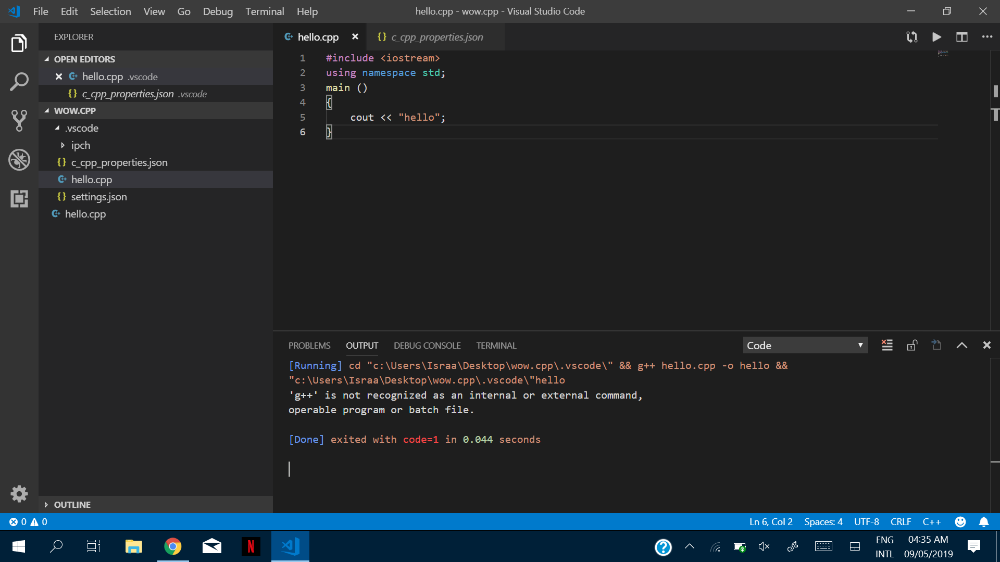 File Edit Selection View Go Debug Terminal Help hello.cpp - wow.cpp - Visual Studio Code
EXPLORER
OPEN EDITORS
hello.cpp .vscode
c_cpp_properties.json .vscode
WOW.CPP
.vscode
ipch
c_cpp_properties.json
hello.cpp
settings.json
hello.cpp
OUTLINE
hello.cpp c_cpp_properties.json
1 #include <iostream>
2 using namespace std;
3 main ()
4 {
5 cout << "hello";
6 }
PROBLEMS OUTPUT DEBUG CONSOLE TERMINAL Code
[Running] cd "c:\Users\Israa\Desktop\wow.cpp\.vscode\" && g++ hello.cpp -o hello &&
"c:\Users\Israa\Desktop\wow.cpp\.vscode\"hello
'g++' is not recognized as an internal or external command,
operable program or batch file.
[Done] exited with code=1 in 0.044 seconds
0 0 Ln 6, Col 2 Spaces: 4 UTF-8 CRLF C++
ENG 04:35 AM
INTL 09/05/2019